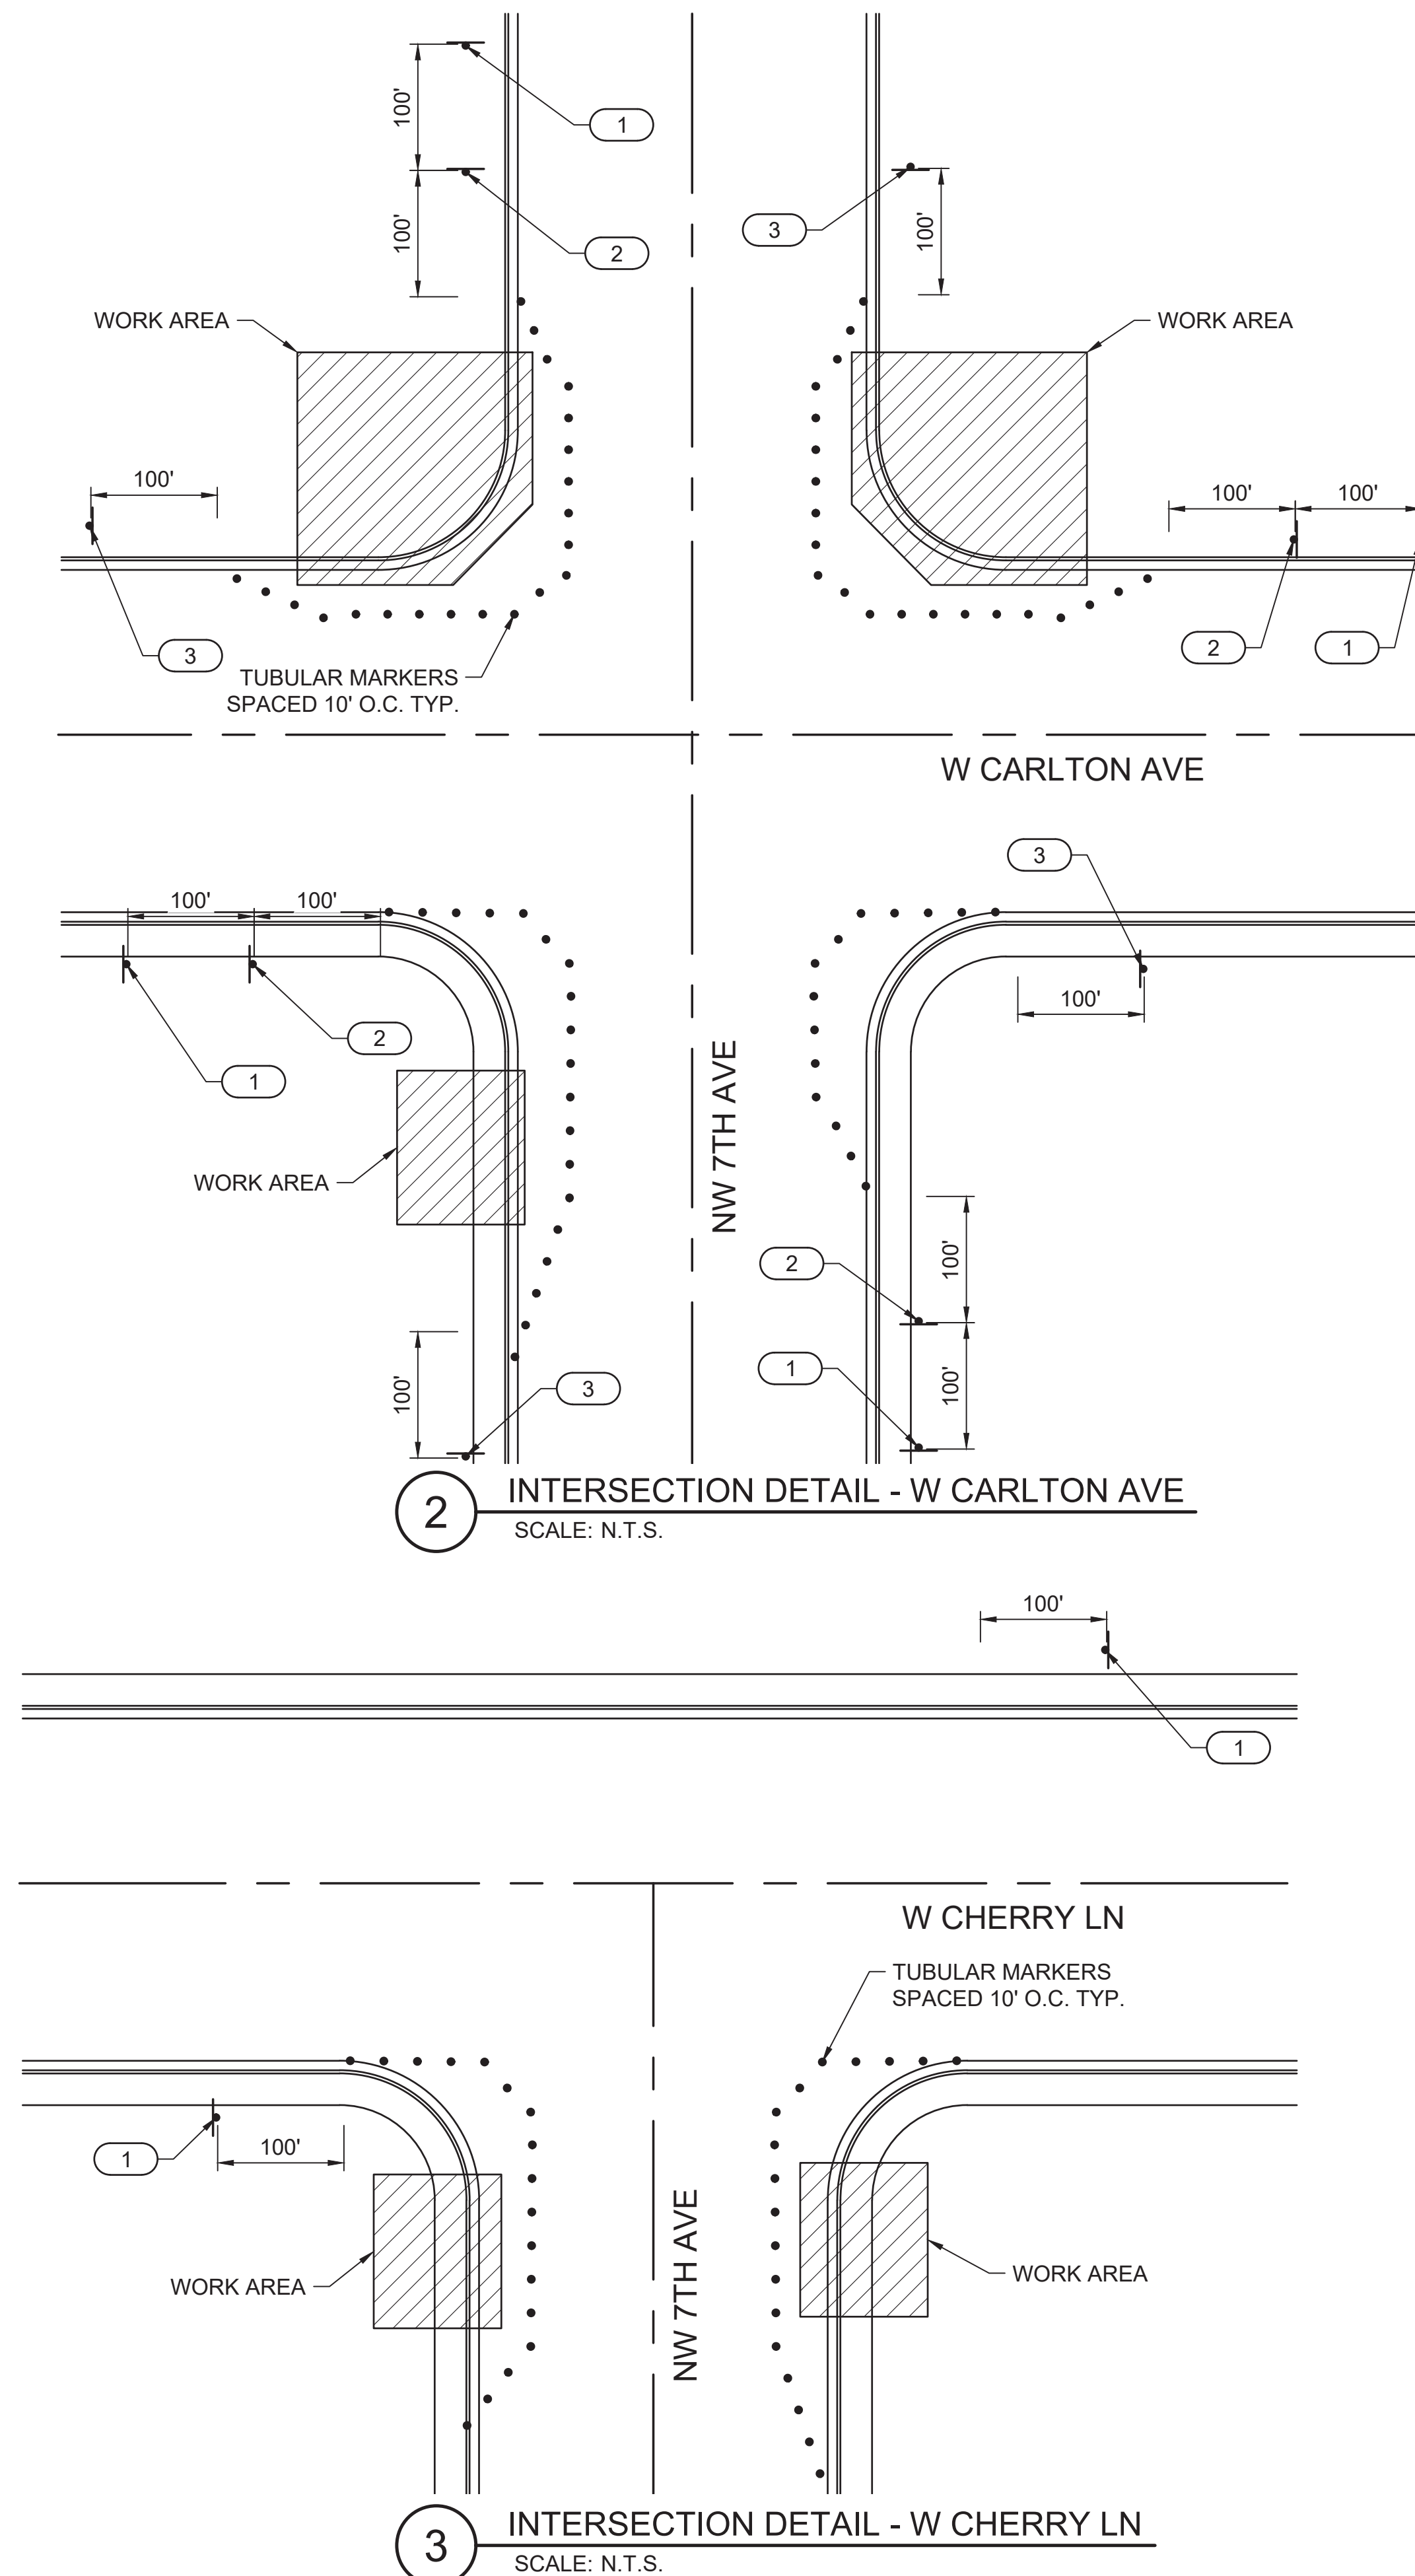 100'
1
100'
2
3
100'
WORK AREA
WORK AREA
100'
100'
100'
3
2
1
TUBULAR MARKERS
SPACED 10' O.C. TYP.
W CARLTON AVE
3
100'
100'
100'
2
1
NW 7TH AVE
WORK AREA
2
100'
1
100'
3
100'
2
INTERSECTION DETAIL - W CARLTON AVE
SCALE: N.T.S.
100'
1
W CHERRY LN
TUBULAR MARKERS
SPACED 10' O.C. TYP.
1
100'
NW 7TH AVE
WORK AREA
WORK AREA
3
INTERSECTION DETAIL - W CHERRY LN
SCALE: N.T.S.